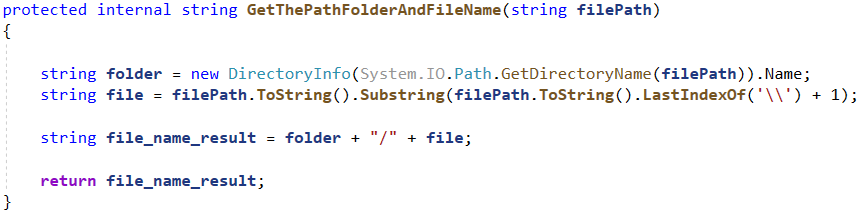 protected internal string GetThePathFolderAndFileName(string filePath)
{
string folder = new DirectoryInfo(System.IO.Path.GetDirectoryName(filePath)).Name;
string file = filePath.ToString().Substring(filePath.ToString().LastIndexOf('\\') + 1);
string file_name_result = folder + "/" + file;
return file_name_result;
}